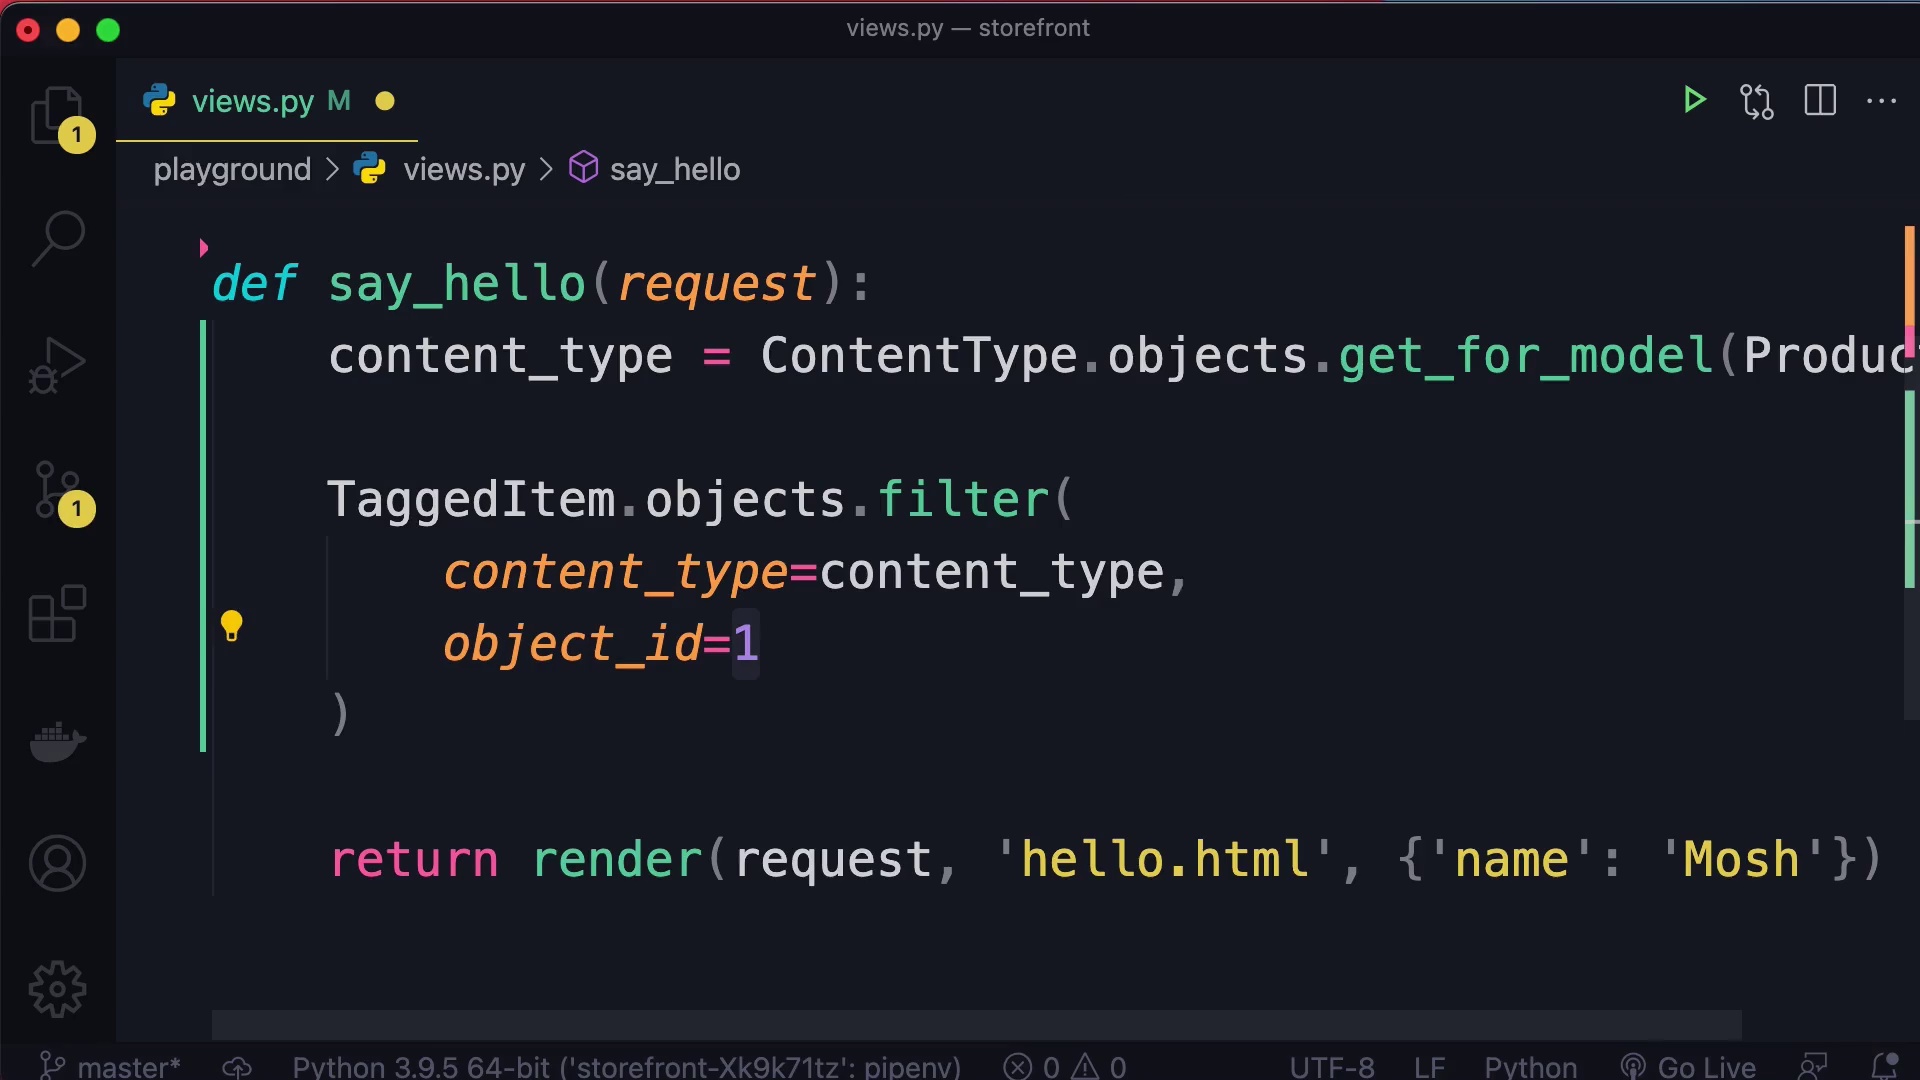 views.py — storefront
views.py M
1
playground > views.py > say_hello
def say_hello(request):
content_type = ContentType.objects.get_for_model(Produc
TaggedItem.objects.filter(
content_type=content_type,
1
object_id=1
)
return render(request, 'hello.html', {'name': 'Mosh'})
master* Python 3.9.5 64-bit ('storefront-Xk9k71tz': pipenv) 0 0 UTF-8 LF Python Go Live